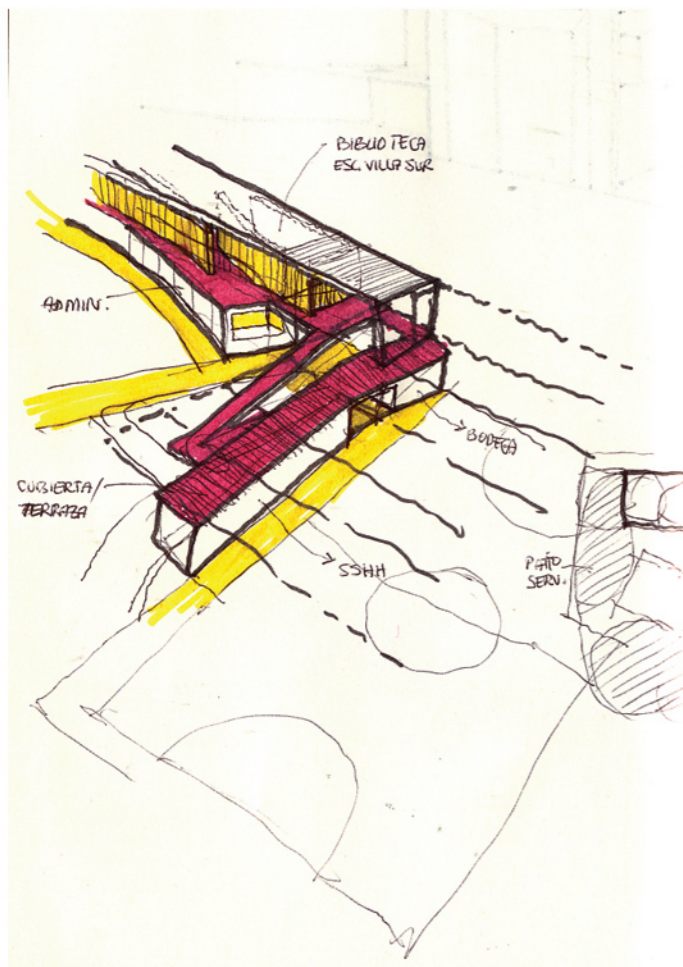 BIBLIOTECA
ESC. VILLA SUR
ADMIN.
BODEGA
CUBIERTA/
TERRAZA
SSHH
PATIO
SERV.